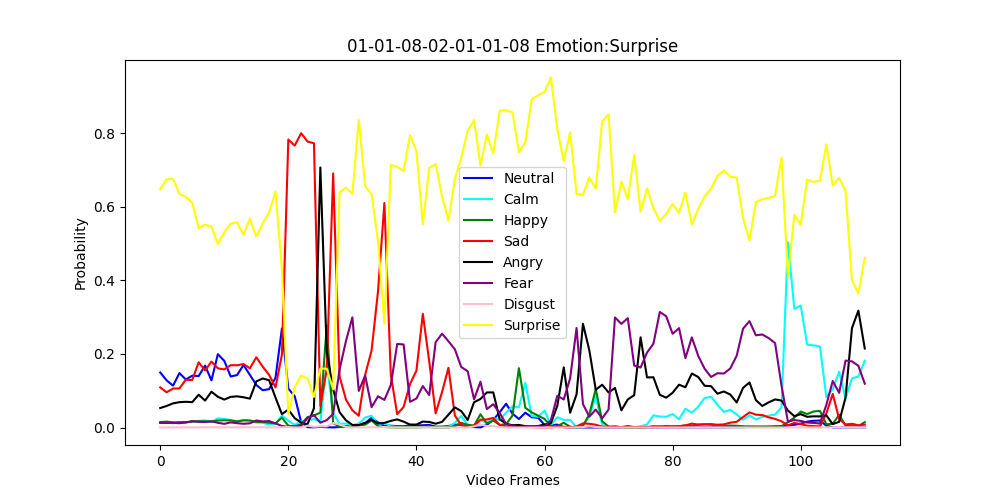 01-01-08-02-01-01-08 Emotion:Surprise
Probability
0.8
0.6
0.4
0.2
0.0
Neutral
Calm
Happy
Sad
Angry
Fear
Disgust
Surprise
0 20 40 60 80 100
Video Frames